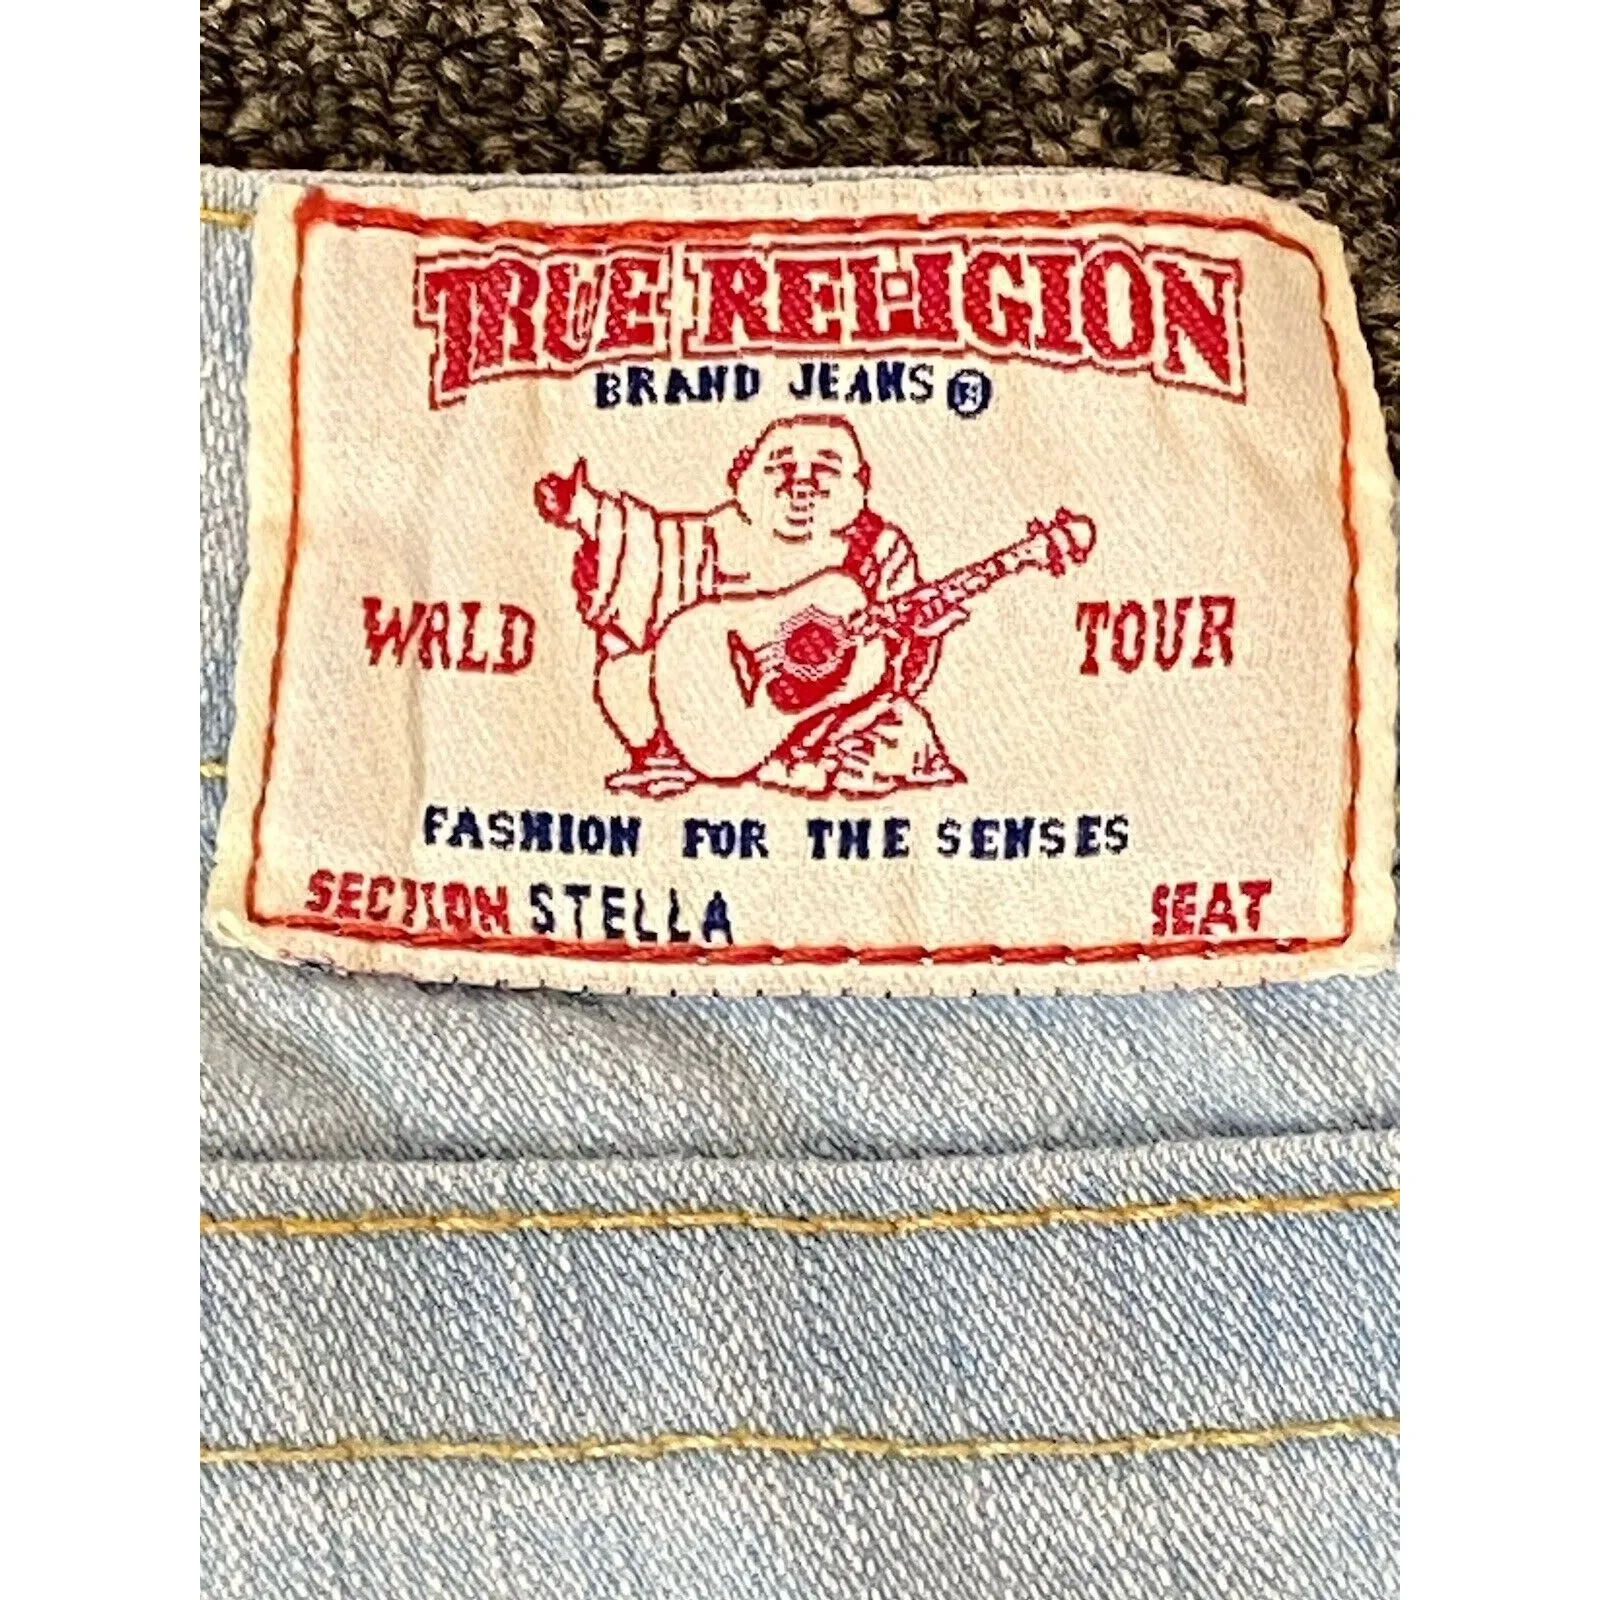 TRUE RELIGION
BRAND JEANS ®
WRLD TOUR
FASHION FOR THE SENSES
SECTION STELLA SEAT